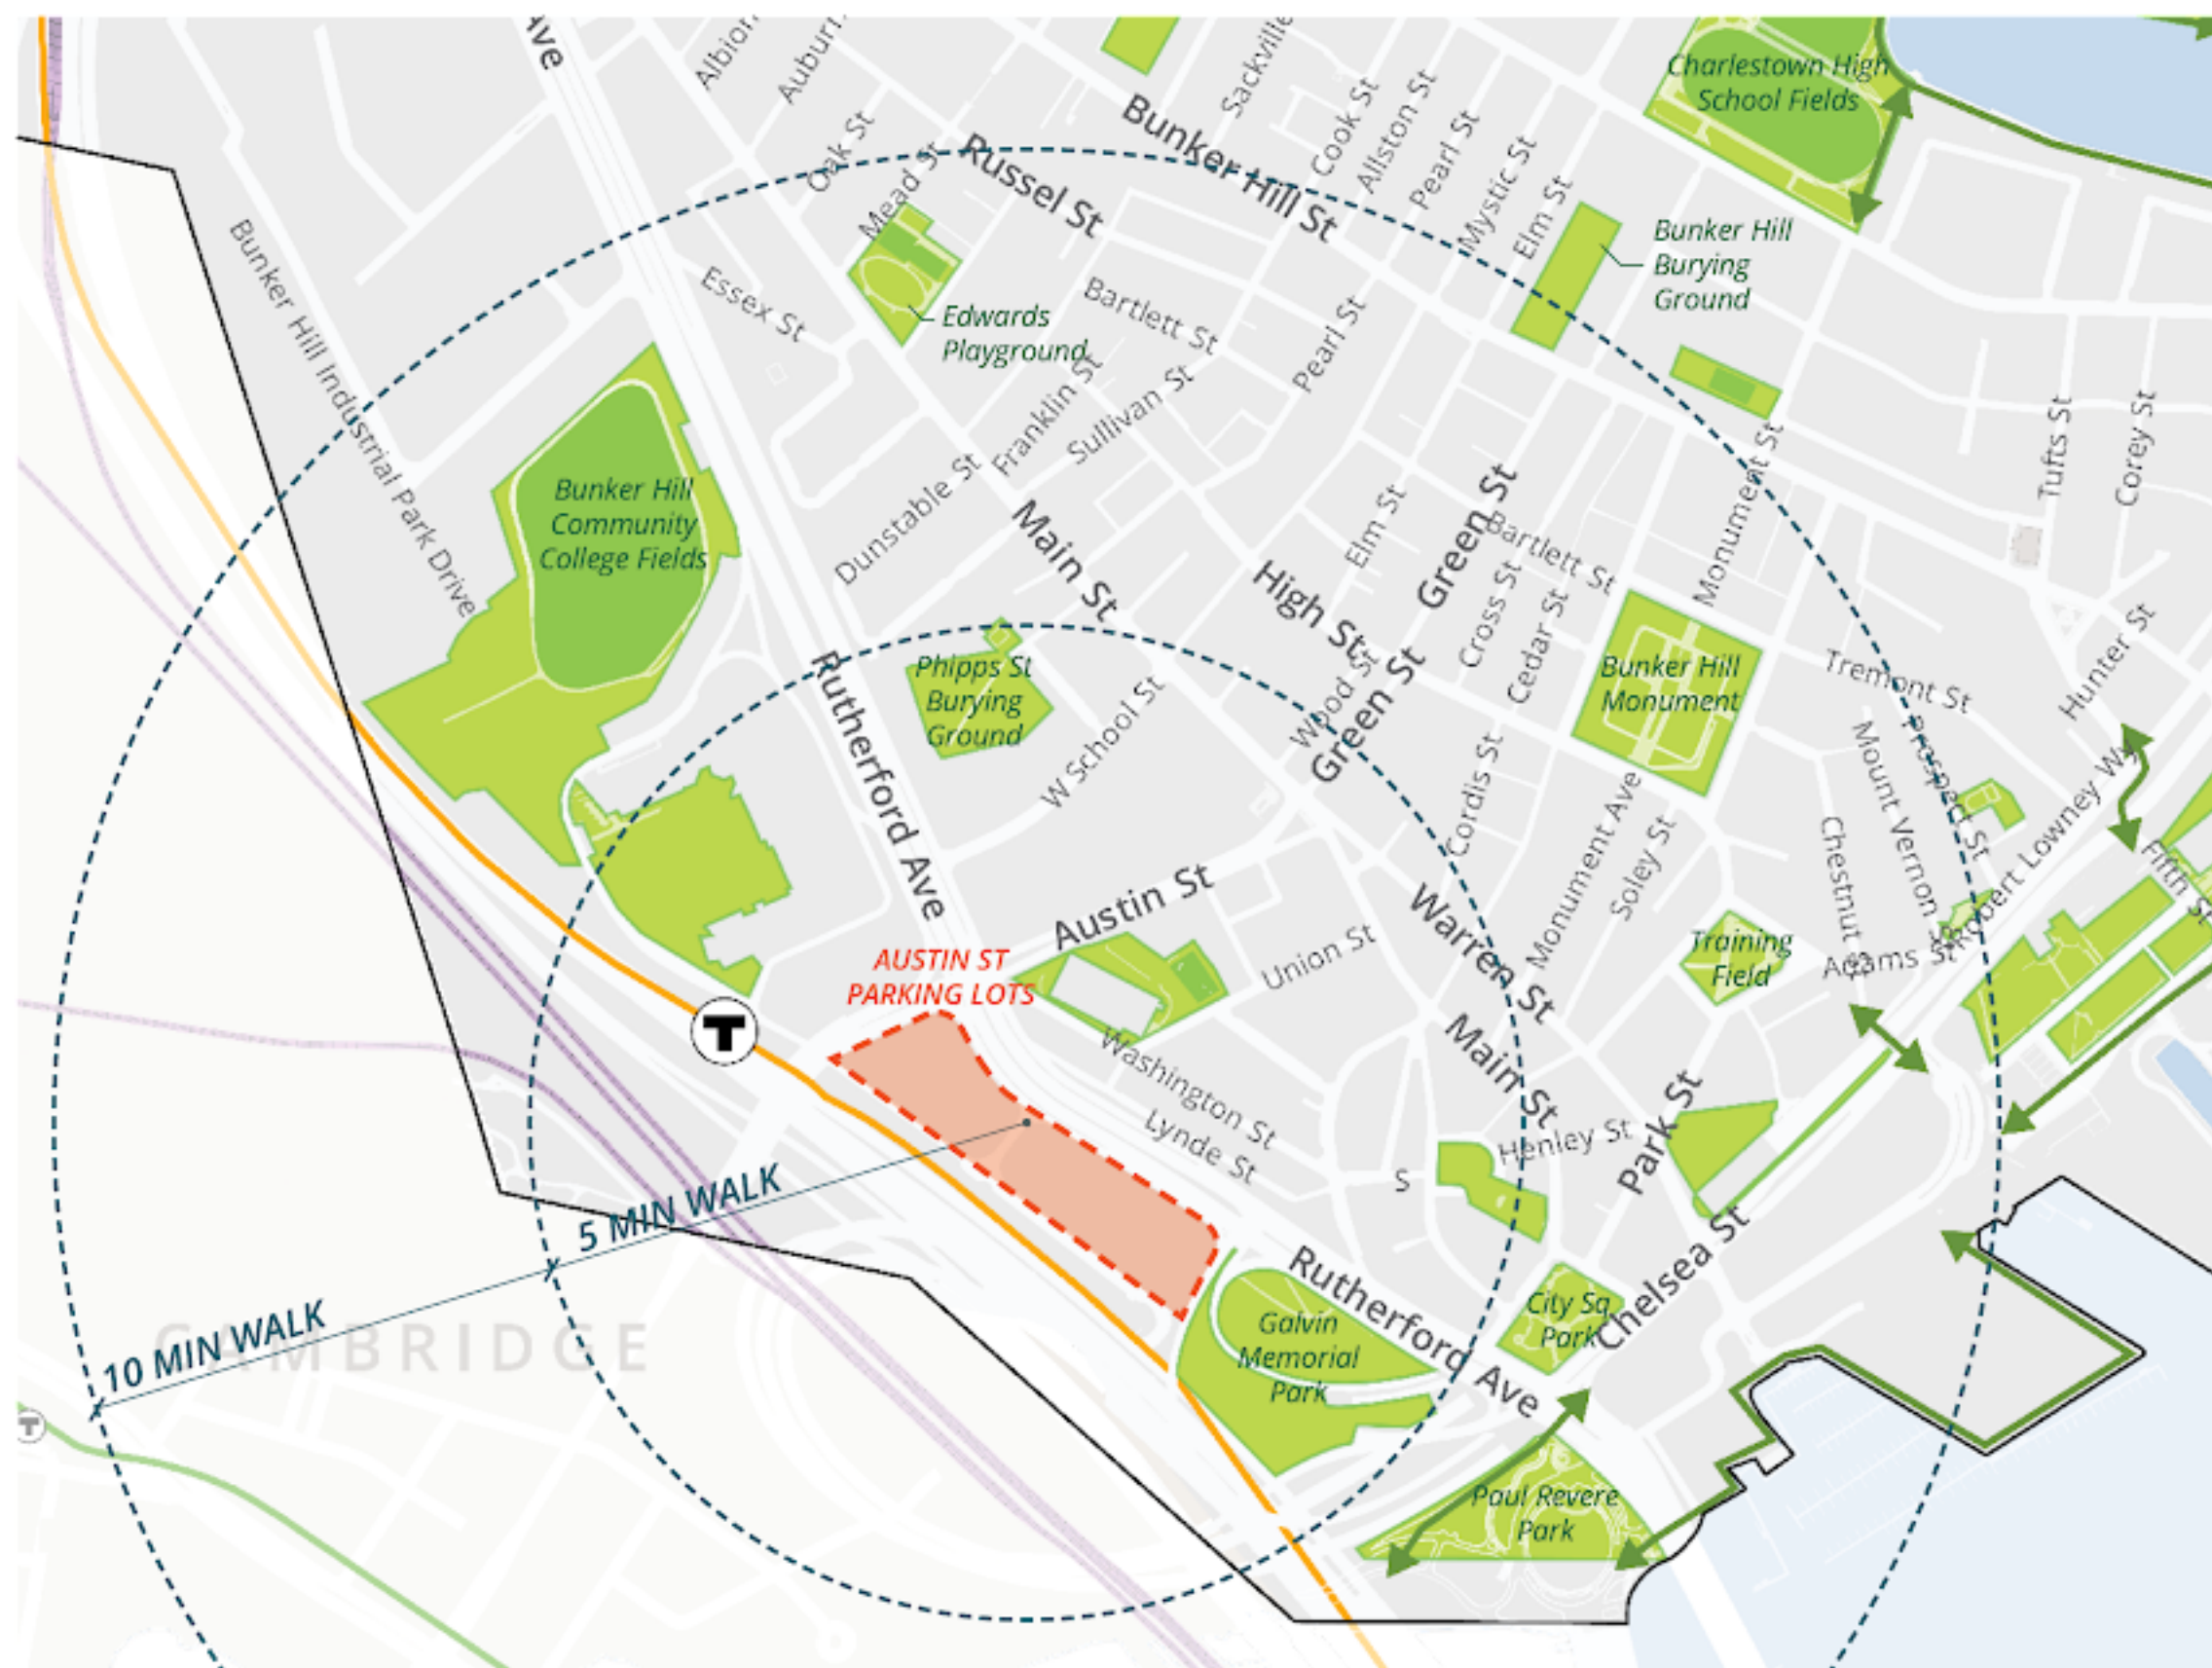 Ave
Albion
Auburn
Sackville
Charlestown High
School Fields
Oak St
Mead St
Russel St
Bunker Hill St
Cook St
Allston St
Pearl St
Mystic St
Elm St
Bunker Hill
Burying
Ground
Bunker Hill Industrial Park Drive
Essex St
Edwards
Playground
Bartlett St
Pearl St
Franklin St
Sullivan St
Dunstable St
Bunker Hill
Community
College Fields
Main St
High St
Elm St
Green St
Bartlett St
Cross St
Cedar St
Monument St
Tufts St
Corey St
Hunter St
Phipps St
Burying
Ground
W School St
Wood St
Green St
Bunker Hill
Monument
Tremont St
Prospect St
Mount Vernon St
Chestnut St
Robert Lowney Wy
Fifth St
Rutherford Ave
Cordis St
Monument Ave
Soley St
Austin St
Union St
Warren St
Training
Field
Adams St
AUSTIN ST
PARKING LOTS
T
Washington St
Lynde St
Main St
Henley St
Park St
S
Chelsea St
5 MIN WALK
10 MIN WALK
CAMBRIDGE
T
Rutherford Ave
Galvin
Memorial
Park
City Sq
Park
Paul Revere
Park